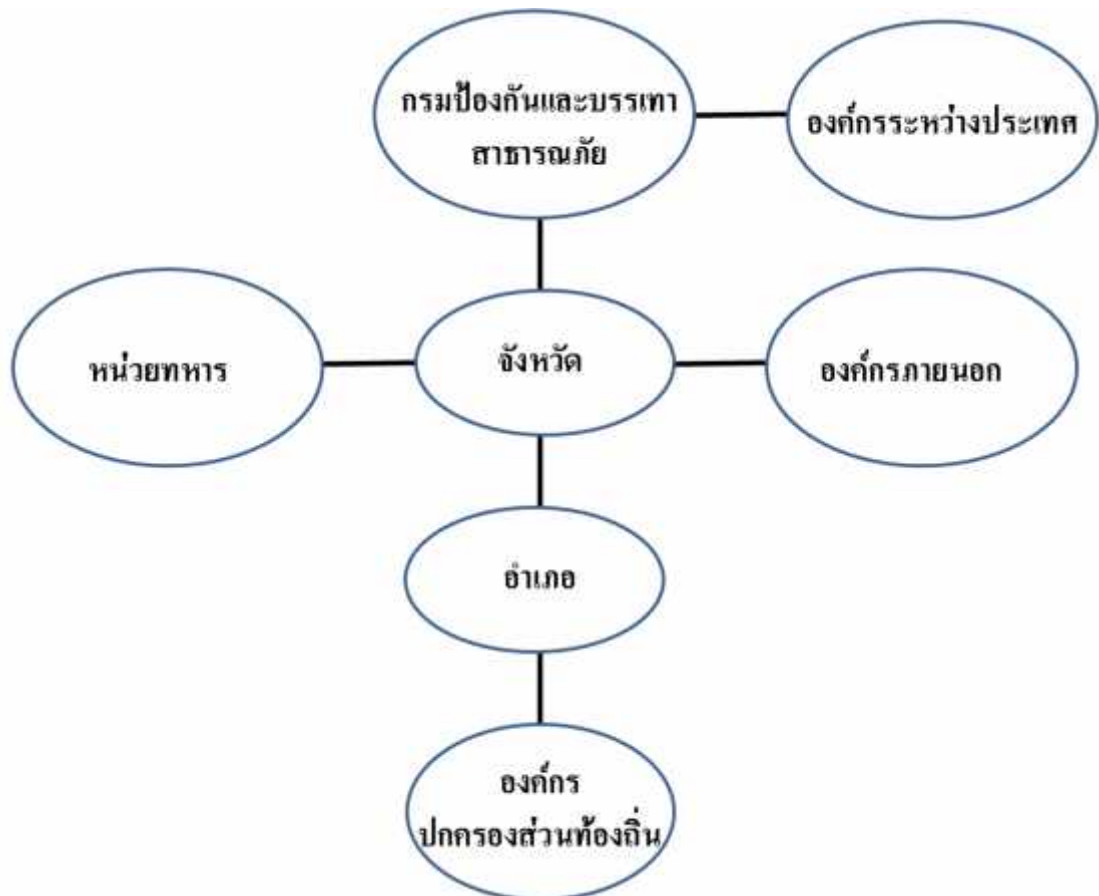 กรมป้องกันและบรรเทา
สาธารณภัย
องค์กรระหว่างประเทศ
หน่วยทหาร
จังหวัด
องค์กรภายนอก
อำเภอ
องค์กร
ปกครองส่วนท้องถิ่น